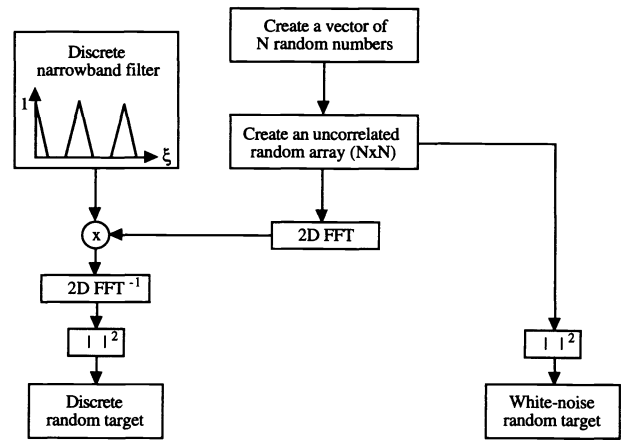 Create a vector of
N random numbers
Discrete
narrowband filter
1
ξ
Create an uncorrelated
random array (NxN)
x
2D FFT
2D FFT⁻¹
| |²
| |²
Discrete
random target
White-noise
random target